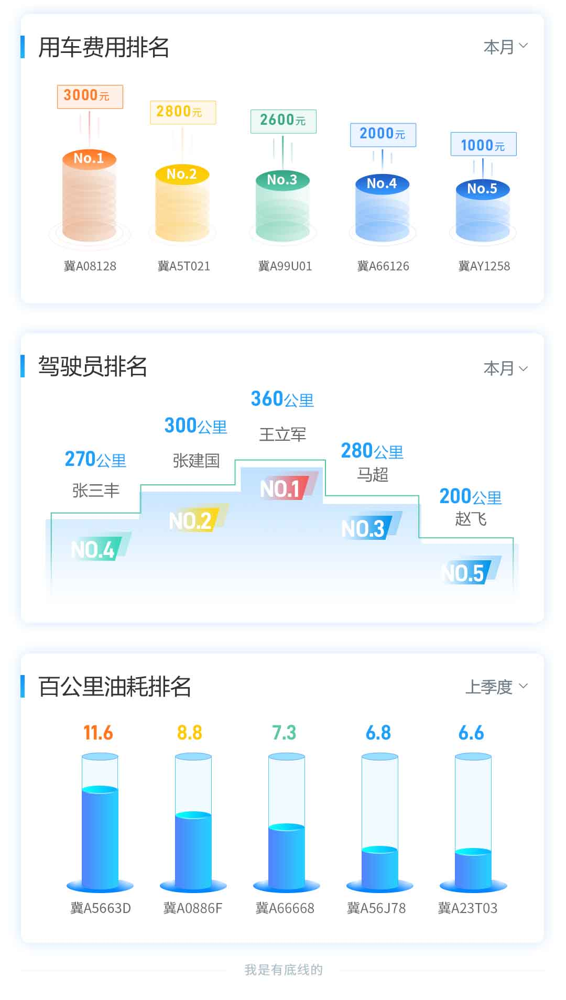 用车费用排名
本月
3000元
2800元
2600元
2000元
1000元
No.1
No.2
No.3
No.4
No.5
冀A08128
冀A5T021
冀A99U01
冀A66126
冀AY1258
驾驶员排名
本月
360公里
王立军
300公里
张建国
280公里
马超
270公里
张三丰
200公里
赵飞
NO.1
NO.2
NO.3
NO.4
NO.5
百公里油耗排名
上季度
11.6
8.8
7.3
6.8
6.6
冀A5663D
冀A0886F
冀A66668
冀A56J78
冀A23T03
我是有底线的